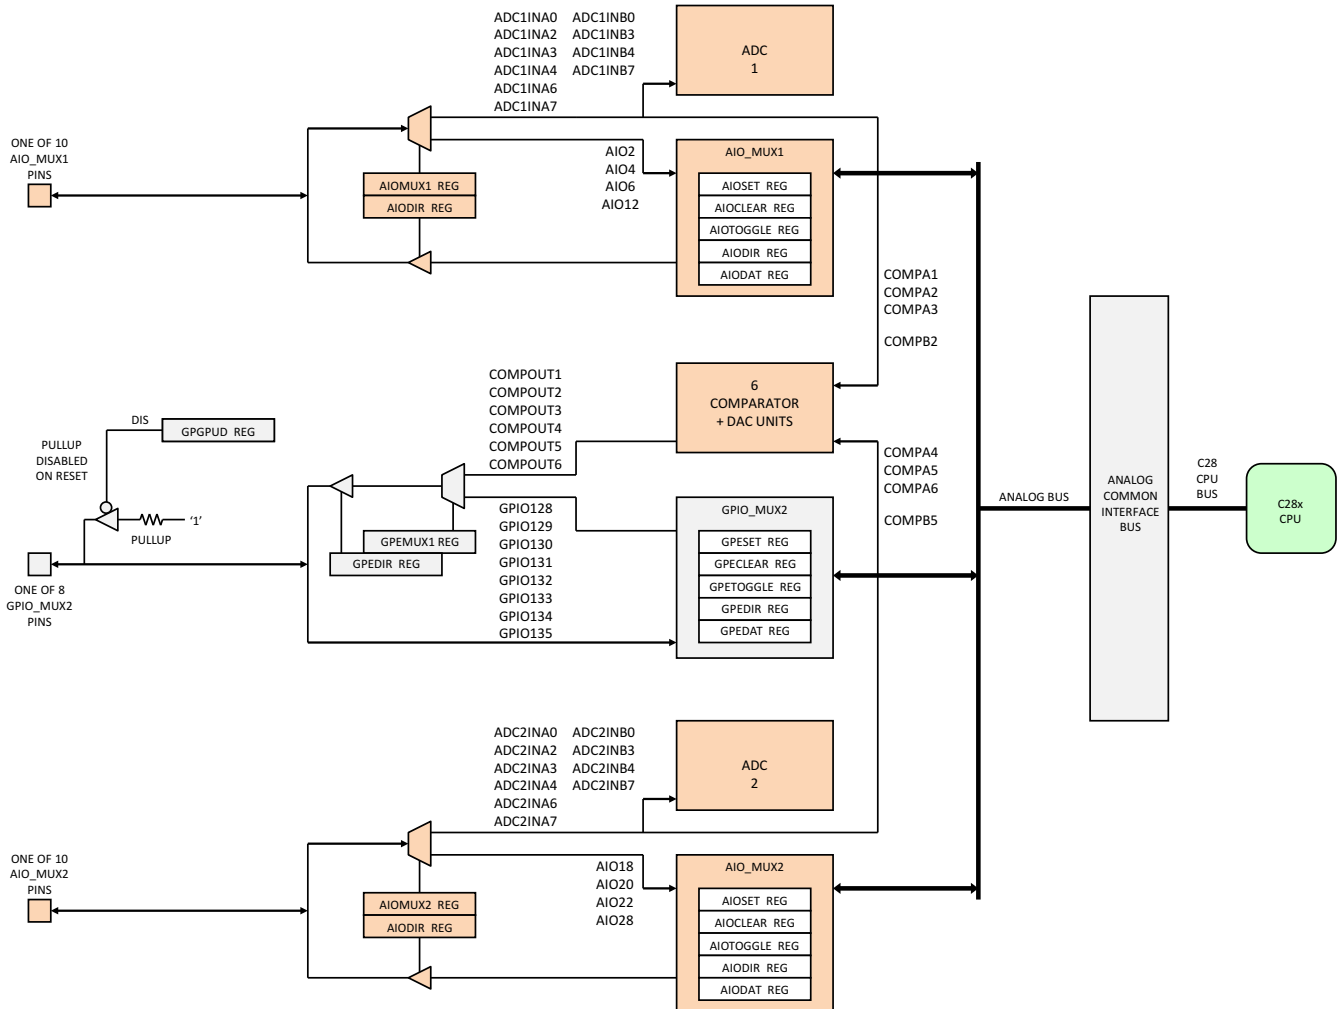 ADC1INA0 ADC1INB0
ADC1INA2 ADC1INB3
ADC1INA3 ADC1INB4
ADC1INA4 ADC1INB7
ADC1INA6
ADC1INA7
ADC
1
ONE OF 10
AIO_MUX1
PINS
AIOMUX1 REG
AIODIR REG
AIO2
AIO4
AIO6
AIO12
AIO_MUX1
AIOSET REG
AIOCLEAR REG
AIOTOGGLE REG
AIODIR REG
AIODAT REG
COMPA1
COMPA2
COMPA3
COMPB2
COMPOUT1
COMPOUT2
COMPOUT3
COMPOUT4
COMPOUT5
COMPOUT6
6
COMPARATOR
+ DAC UNITS
DIS
GPGPUD REG
PULLUP
DISABLED
ON RESET
'1'
PULLUP
ONE OF 8
GPIO_MUX2
PINS
GPEMUX1 REG
GPEDIR REG
GPIO128
GPIO129
GPIO130
GPIO131
GPIO132
GPIO133
GPIO134
GPIO135
GPIO_MUX2
GPESET REG
GPECLEAR REG
GPETOGGLE REG
GPEDIR REG
GPEDAT REG
COMPA4
COMPA5
COMPA6
COMPB5
ANALOG BUS
ANALOG
COMMON
INTERFACE
BUS
C28
CPU
BUS
C28x
CPU
ADC2INA0 ADC2INB0
ADC2INA2 ADC2INB3
ADC2INA3 ADC2INB4
ADC2INA4 ADC2INB7
ADC2INA6
ADC2INA7
ADC
2
ONE OF 10
AIO_MUX2
PINS
AIOMUX2 REG
AIODIR REG
AIO18
AIO20
AIO22
AIO28
AIO_MUX2
AIOSET REG
AIOCLEAR REG
AIOTOGGLE REG
AIODIR REG
AIODAT REG